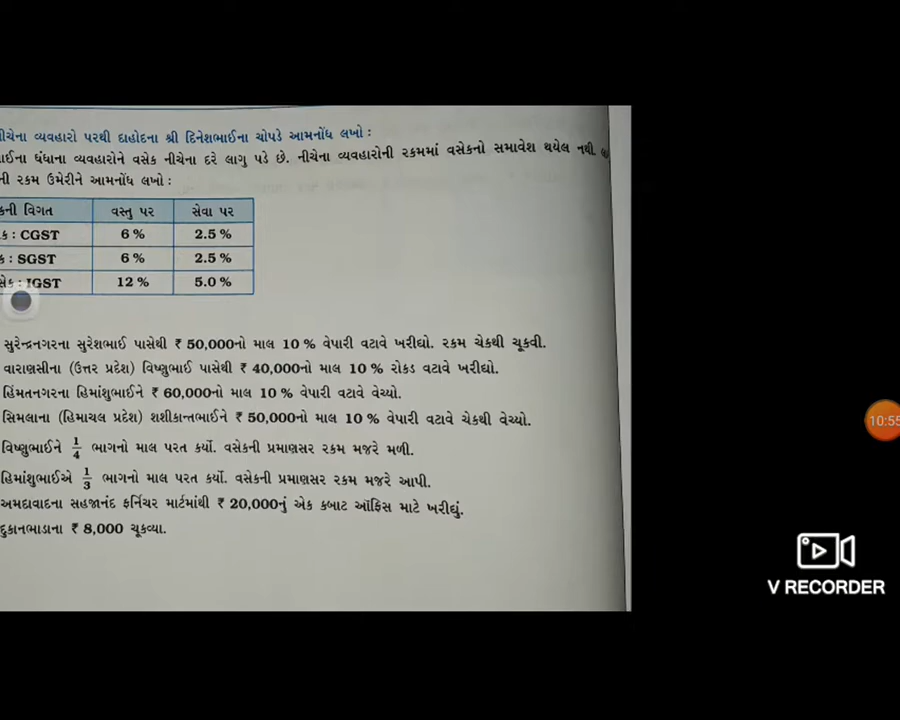 નીચેના વ્યવહારો પરથી દાહોદના શ્રી દિનેશભાઈના ચોપડે આમનોંધ લખો :
ધંધાના વ્યવહારોને વસેક નીચેના દરે લાગુ પડે છે. નીચેના વ્યવહારોની રકમમાં વસેકનો સમાવેશ થયેલ નથી.
ની રકમ ઉમેરીને આમનોંધ લખો :
કની વિગત વસ્તુ પર સેવા પર
ક : CGST 6 % 2.5 %
ક : SGST 6 % 2.5 %
સેક : IGST 12 % 5.0 %
સુરેન્દ્રનગરના સુરેશભાઈ પાસેથી ₹ 50,000નો માલ 10 % વેપારી વટાવે ખરીદ્યો. રકમ ચેકથી ચૂકવી.
વારાણસીના (ઉત્તર પ્રદેશ) વિષ્ણુભાઈ પાસેથી ₹ 40,000નો માલ 10 % રોકડ વટાવે ખરીદ્યો.
હિંમતનગરના હિમાંશુભાઈને ₹ 60,000નો માલ 10 % વેપારી વટાવે વેચ્યો.
સિમલાના (હિમાચલ પ્રદેશ) શશીકાન્તભાઈને ₹ 50,000નો માલ 10 % વેપારી વટાવે ચેકથી વેચ્યો.
વિષ્ણુભાઈને 1/4 ભાગનો માલ પરત કર્યો. વસેકની પ્રમાણસર રકમ મજરે મળી.
હિમાંશુભાઈએ 1/3 ભાગનો માલ પરત કર્યો. વસેકની પ્રમાણસર રકમ મજરે આપી.
અમદાવાદના સહજાનંદ ફર્નિચર માર્ટમાંથી ₹ 20,000નું એક કબાટ ઑફિસ માટે ખરીદ્યું.
દુકાનભાડાના ₹ 8,000 ચૂકવ્યા.
10:55
V RECORDER